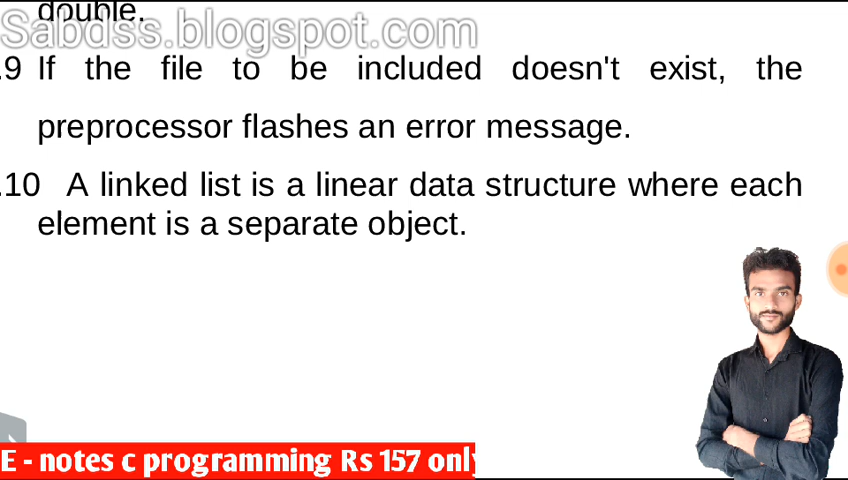 double.
Sabdss.blogspot.com
.9 If the file to be included doesn't exist, the
preprocessor flashes an error message.
.10 A linked list is a linear data structure where each
element is a separate object.
E - notes c programming Rs 157 only